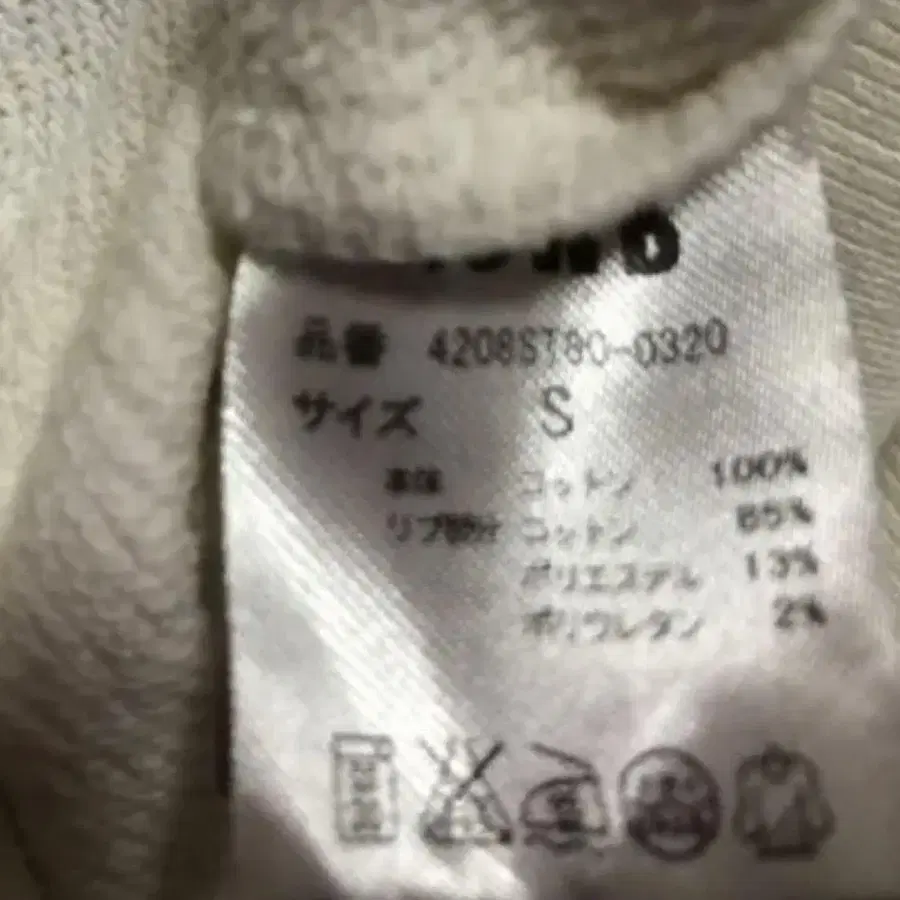 品番 4208ST80-0320
サイズ S
本体 コットン 100%
リブ部分 コットン 85%
ポリエステル 13%
ポリウレタン 2%